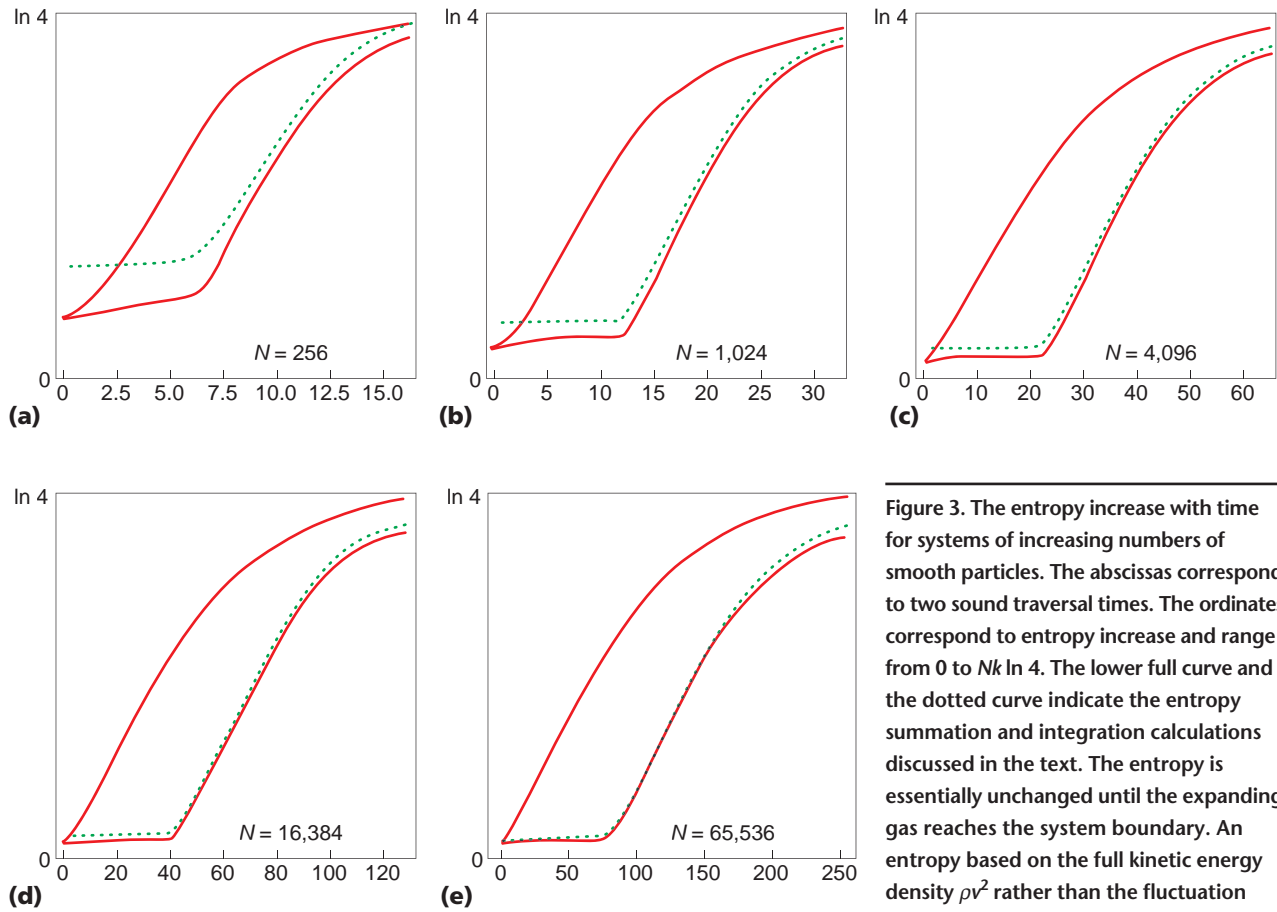 ln 4
0
N = 256
0 2.5 5.0 7.5 10.0 12.5 15.0
(a)
ln 4
0
N = 1,024
0 5 10 15 20 25 30
(b)
ln 4
0
N = 4,096
0 10 20 30 40 50 60
(c)
ln 4
0
N = 16,384
0 20 40 60 80 100 120
(d)
ln 4
0
N = 65,536
0 50 100 150 200 250
(e)
Figure 3. The entropy increase with time
for systems of increasing numbers of
smooth particles. The abscissas correspond
to two sound traversal times. The ordinate
correspond to entropy increase and range
from 0 to Nk ln 4. The lower full curve and
the dotted curve indicate the entropy
summation and integration calculations
discussed in the text. The entropy is
essentially unchanged until the expanding
gas reaches the system boundary. An
entropy based on the full kinetic energy
density ρv² rather than the fluctuation